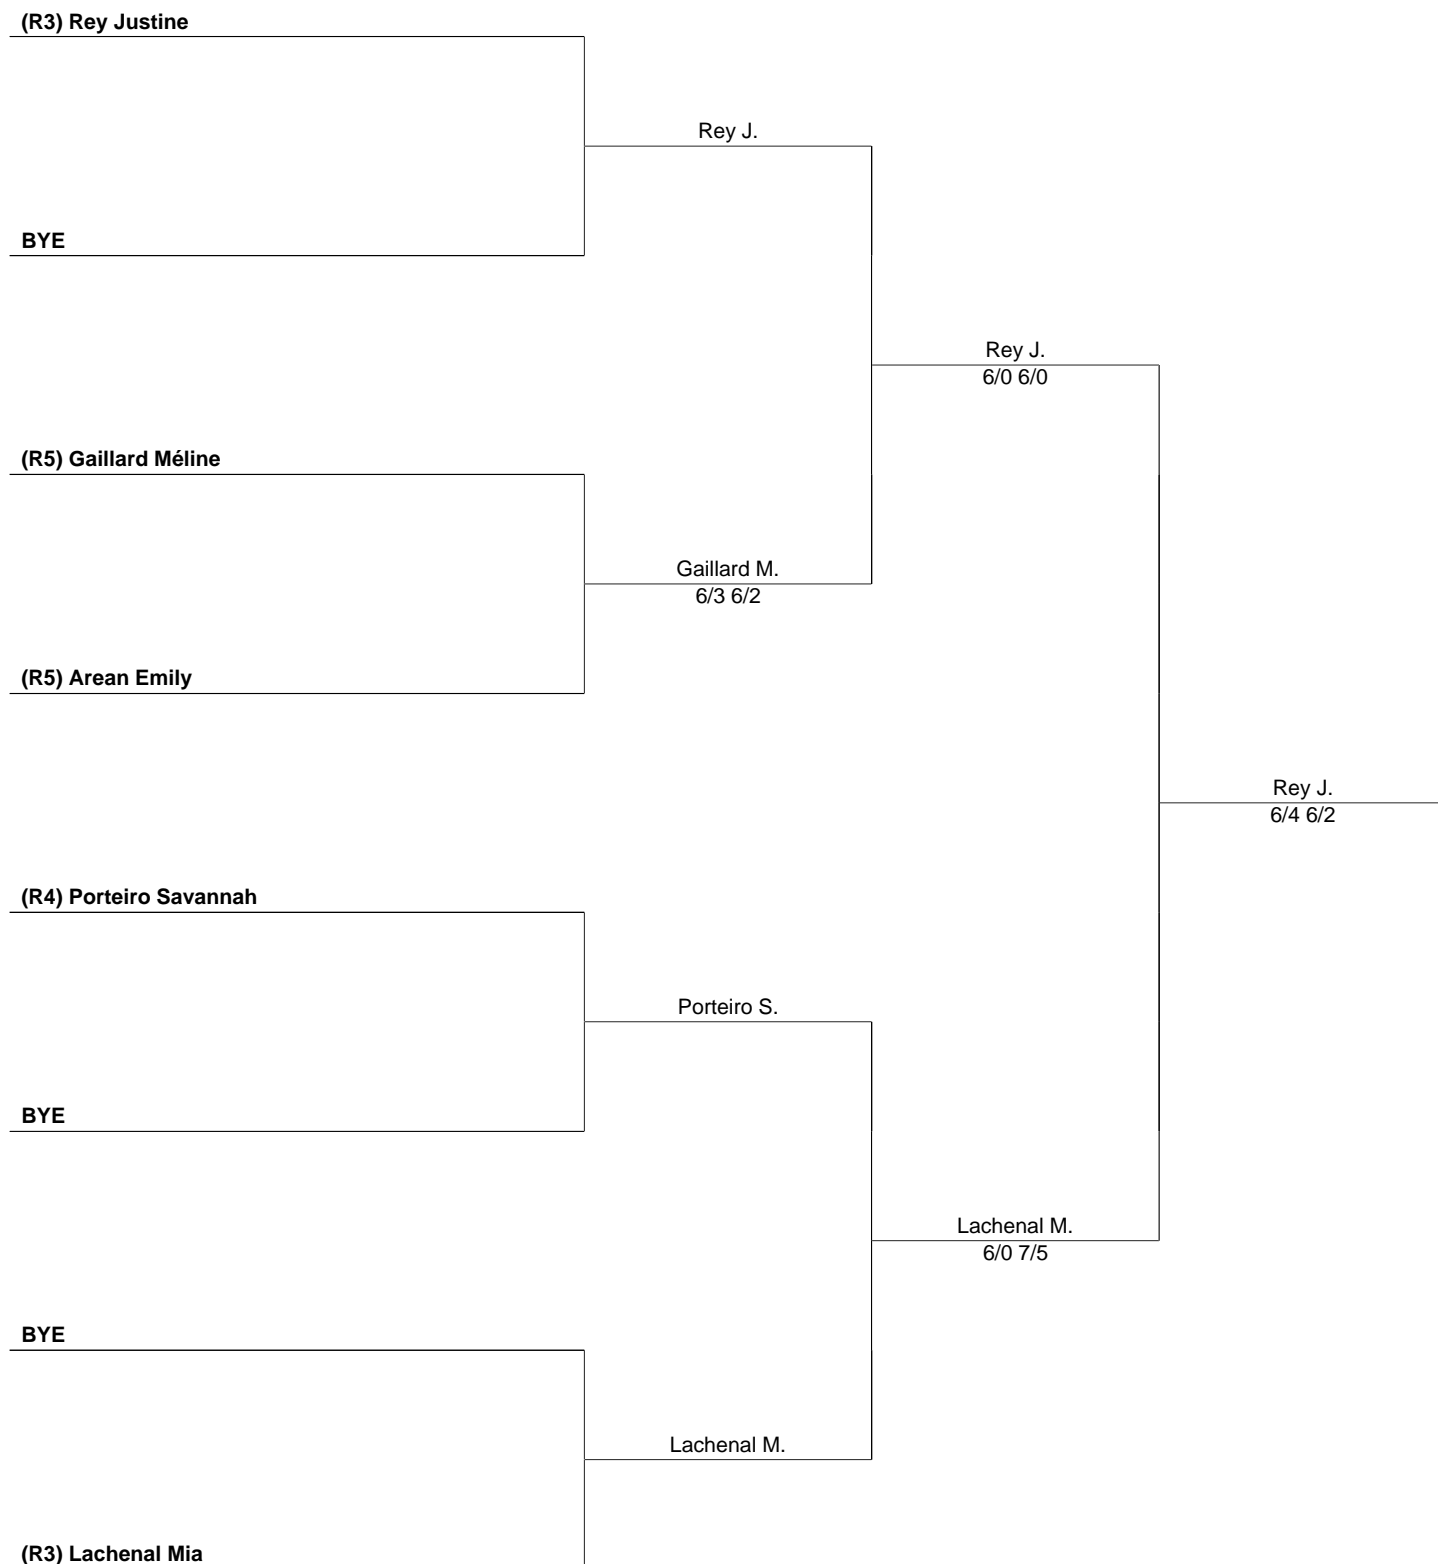 (R3) Rey Justine
Rey J.
BYE
Rey J.
6/0 6/0
(R5) Gaillard Méline
Gaillard M.
6/3 6/2
(R5) Arean Emily
Rey J.
6/4 6/2
(R4) Porteiro Savannah
Porteiro S.
BYE
Lachenal M.
6/0 7/5
BYE
Lachenal M.
(R3) Lachenal Mia